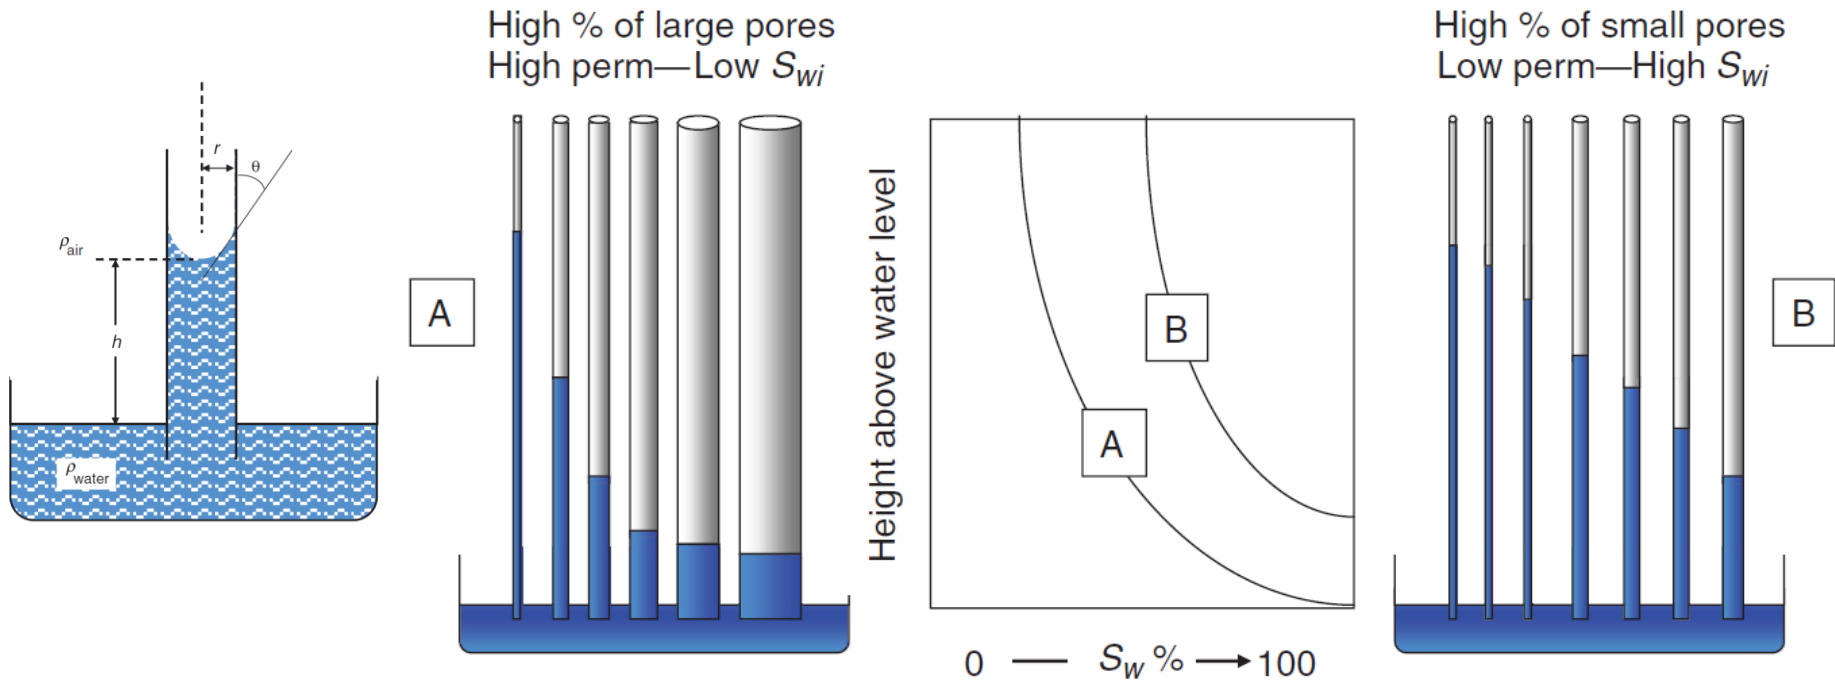 r
θ
ρair
h
ρwater
High % of large pores
High perm—Low Swi
A
Height above water level
B
A
0 — Sw % → 100
High % of small pores
Low perm—High Swi
B